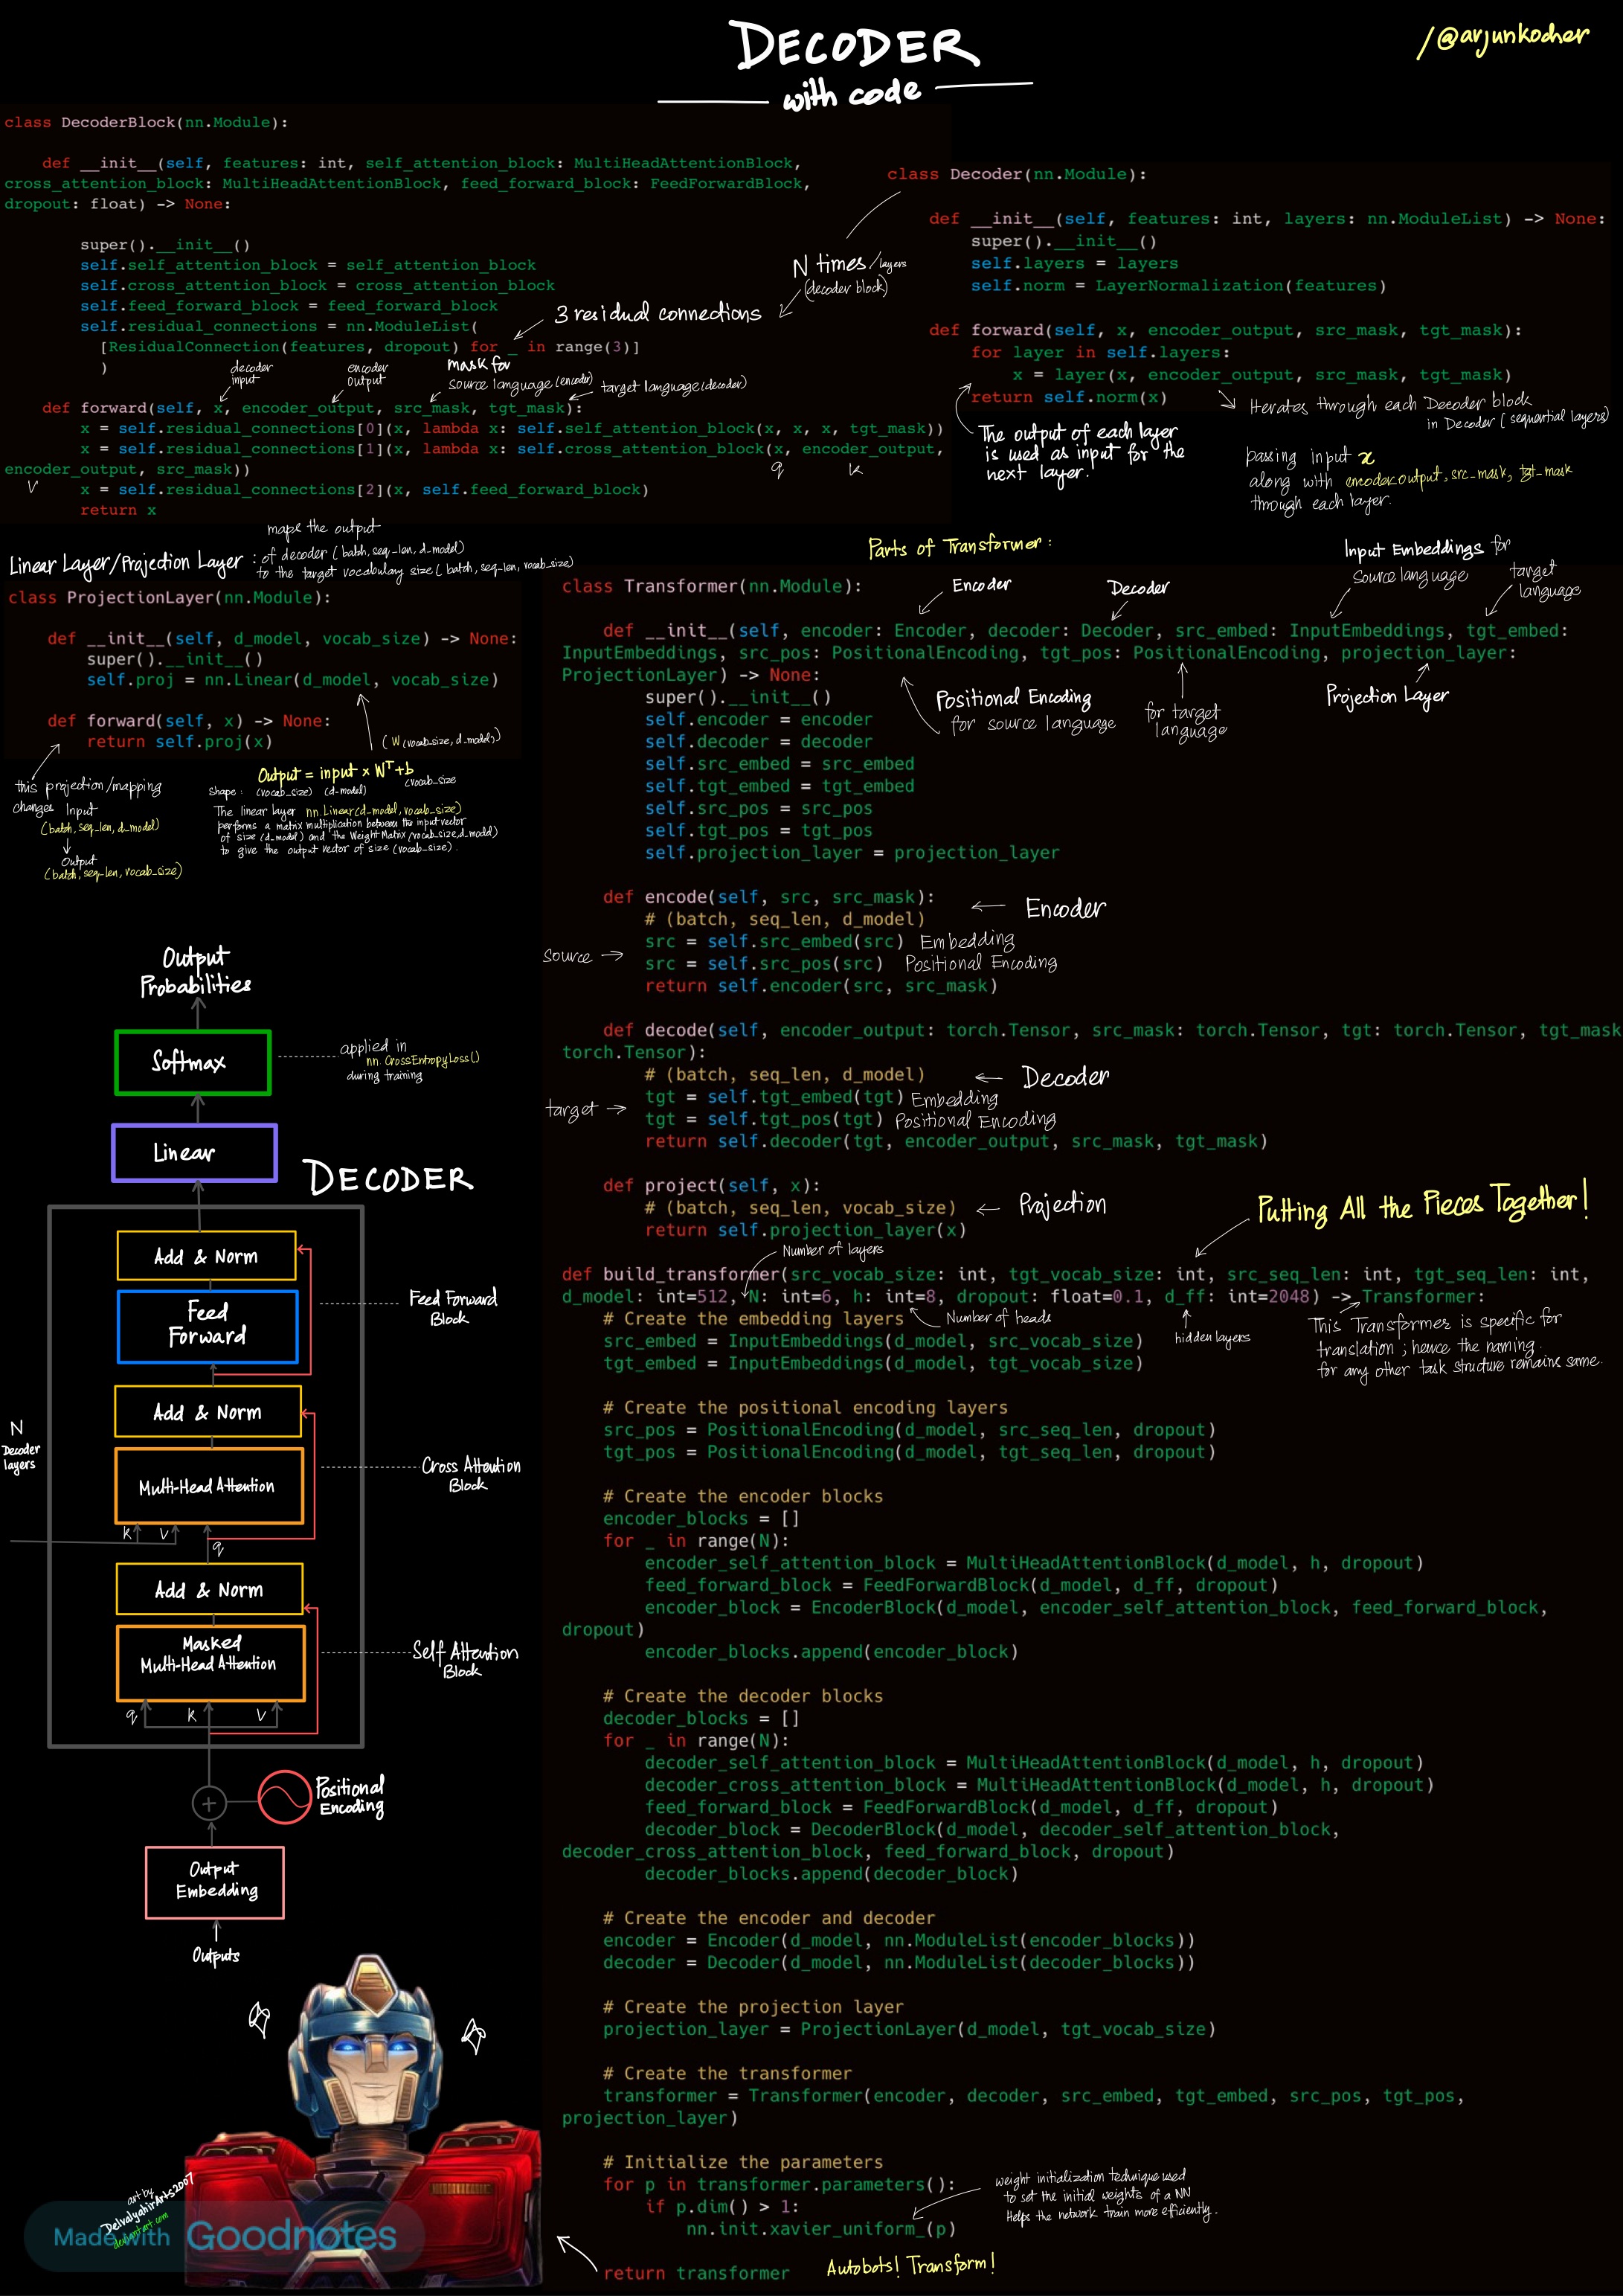 DECODER
with code
/@arjunkocher
class DecoderBlock(nn.Module):
def __init__(self, features: int, self_attention_block: MultiHeadAttentionBlock,
cross_attention_block: MultiHeadAttentionBlock, feed_forward_block: FeedForwardBlock,
dropout: float) -> None:
super().__init__()
self.self_attention_block = self_attention_block
self.cross_attention_block = cross_attention_block
self.feed_forward_block = feed_forward_block
self.residual_connections = nn.ModuleList(
[ResidualConnection(features, dropout) for _ in range(3)]
)
3 residual connections
N times/layers
(decoder block)
decoder
input
encoder
output
mask for
source language (encoder)
target language (decoder)
def forward(self, x, encoder_output, src_mask, tgt_mask):
x = self.residual_connections[0](x, lambda x: self.self_attention_block(x, x, x, tgt_mask))
x = self.residual_connections[1](x, lambda x: self.cross_attention_block(x, encoder_output,
q k
encoder_output, src_mask))
V
x = self.residual_connections[2](x, self.feed_forward_block)
return x
class Decoder(nn.Module):
def __init__(self, features: int, layers: nn.ModuleList) -> None:
super().__init__()
self.layers = layers
self.norm = LayerNormalization(features)
def forward(self, x, encoder_output, src_mask, tgt_mask):
for layer in self.layers:
x = layer(x, encoder_output, src_mask, tgt_mask)
return self.norm(x)
The output of each layer
is used as input for the
next layer.
Iterates through each Decoder block
in Decoder (sequential layers)
passing input x
along with encoder output, src_mask, tgt_mask
through each layer.
Linear Layer/Projection Layer :
maps the output
of decoder (batch, seq_len, d_model)
to the target vocabulary size (batch, seq_len, vocab_size)
class ProjectionLayer(nn.Module):
def __init__(self, d_model, vocab_size) -> None:
super().__init__()
self.proj = nn.Linear(d_model, vocab_size)
def forward(self, x) -> None:
return self.proj(x)
(W (vocab_size, d_model))
this projection/mapping
changes Input
(batch, seq_len, d_model)
↓
Output
(batch, seq_len, vocab_size)
Output = input x Wᵀ + b
Shape : (vocab_size) (d-model) (vocab_size
The linear layer nn.Linear(d_model, vocab_size)
performs a matrix multiplication between the input vector
of size (d_model) and the Weight Matrix (vocab_size, d_model)
to give the output vector of size (vocab_size).
Output
Probabilities
Softmax
applied in
nn.CrossEntropyLoss()
during training
Linear
DECODER
Add & Norm
Feed
Forward
Feed Forward
Block
Add & Norm
N
Decoder
layers
Multi-Head Attention
Cross Attention
Block
k V q
Add & Norm
Masked
Multi-Head Attention
Self Attention
Block
q k V
+
Positional
Encoding
Output
Embedding
Outputs
art by
DelvalyahirArts2007
deviantart.com
Made with Goodnotes
Parts of Transformer :
class Transformer(nn.Module):
Encoder
Decoder
Input Embeddings for
Source language
target
language
def __init__(self, encoder: Encoder, decoder: Decoder, src_embed: InputEmbeddings, tgt_embed:
InputEmbeddings, src_pos: PositionalEncoding, tgt_pos: PositionalEncoding, projection_layer:
ProjectionLayer) -> None:
Positional Encoding
for source language
for target
language
Projection Layer
super().__init__()
self.encoder = encoder
self.decoder = decoder
self.src_embed = src_embed
self.tgt_embed = tgt_embed
self.src_pos = src_pos
self.tgt_pos = tgt_pos
self.projection_layer = projection_layer
def encode(self, src, src_mask):
# (batch, seq_len, d_model)
← Encoder
source →
src = self.src_embed(src) Embedding
src = self.src_pos(src) Positional Encoding
return self.encoder(src, src_mask)
def decode(self, encoder_output: torch.Tensor, src_mask: torch.Tensor, tgt: torch.Tensor, tgt_mask
torch.Tensor):
# (batch, seq_len, d_model)
← Decoder
target →
tgt = self.tgt_embed(tgt) Embedding
tgt = self.tgt_pos(tgt) Positional Encoding
return self.decoder(tgt, encoder_output, src_mask, tgt_mask)
def project(self, x):
# (batch, seq_len, vocab_size) ← Projection
return self.projection_layer(x)
Putting All the Pieces Together!
Number of layers
def build_transformer(src_vocab_size: int, tgt_vocab_size: int, src_seq_len: int, tgt_seq_len: int,
d_model: int=512, N: int=6, h: int=8, dropout: float=0.1, d_ff: int=2048) -> Transformer:
Number of heads
hidden layers
This Transformer is specific for
translation ; hence the naming.
for any other task structure remains same.
# Create the embedding layers
src_embed = InputEmbeddings(d_model, src_vocab_size)
tgt_embed = InputEmbeddings(d_model, tgt_vocab_size)
# Create the positional encoding layers
src_pos = PositionalEncoding(d_model, src_seq_len, dropout)
tgt_pos = PositionalEncoding(d_model, tgt_seq_len, dropout)
# Create the encoder blocks
encoder_blocks = []
for _ in range(N):
encoder_self_attention_block = MultiHeadAttentionBlock(d_model, h, dropout)
feed_forward_block = FeedForwardBlock(d_model, d_ff, dropout)
encoder_block = EncoderBlock(d_model, encoder_self_attention_block, feed_forward_block,
dropout)
encoder_blocks.append(encoder_block)
# Create the decoder blocks
decoder_blocks = []
for _ in range(N):
decoder_self_attention_block = MultiHeadAttentionBlock(d_model, h, dropout)
decoder_cross_attention_block = MultiHeadAttentionBlock(d_model, h, dropout)
feed_forward_block = FeedForwardBlock(d_model, d_ff, dropout)
decoder_block = DecoderBlock(d_model, decoder_self_attention_block,
decoder_cross_attention_block, feed_forward_block, dropout)
decoder_blocks.append(decoder_block)
# Create the encoder and decoder
encoder = Encoder(d_model, nn.ModuleList(encoder_blocks))
decoder = Decoder(d_model, nn.ModuleList(decoder_blocks))
# Create the projection layer
projection_layer = ProjectionLayer(d_model, tgt_vocab_size)
# Create the transformer
transformer = Transformer(encoder, decoder, src_embed, tgt_embed, src_pos, tgt_pos,
projection_layer)
# Initialize the parameters
for p in transformer.parameters():
if p.dim() > 1:
nn.init.xavier_uniform_(p)
weight initialization technique used
to set the initial weights of a NN
Helps the network train more efficiently.
return transformer
Autobots! Transform!